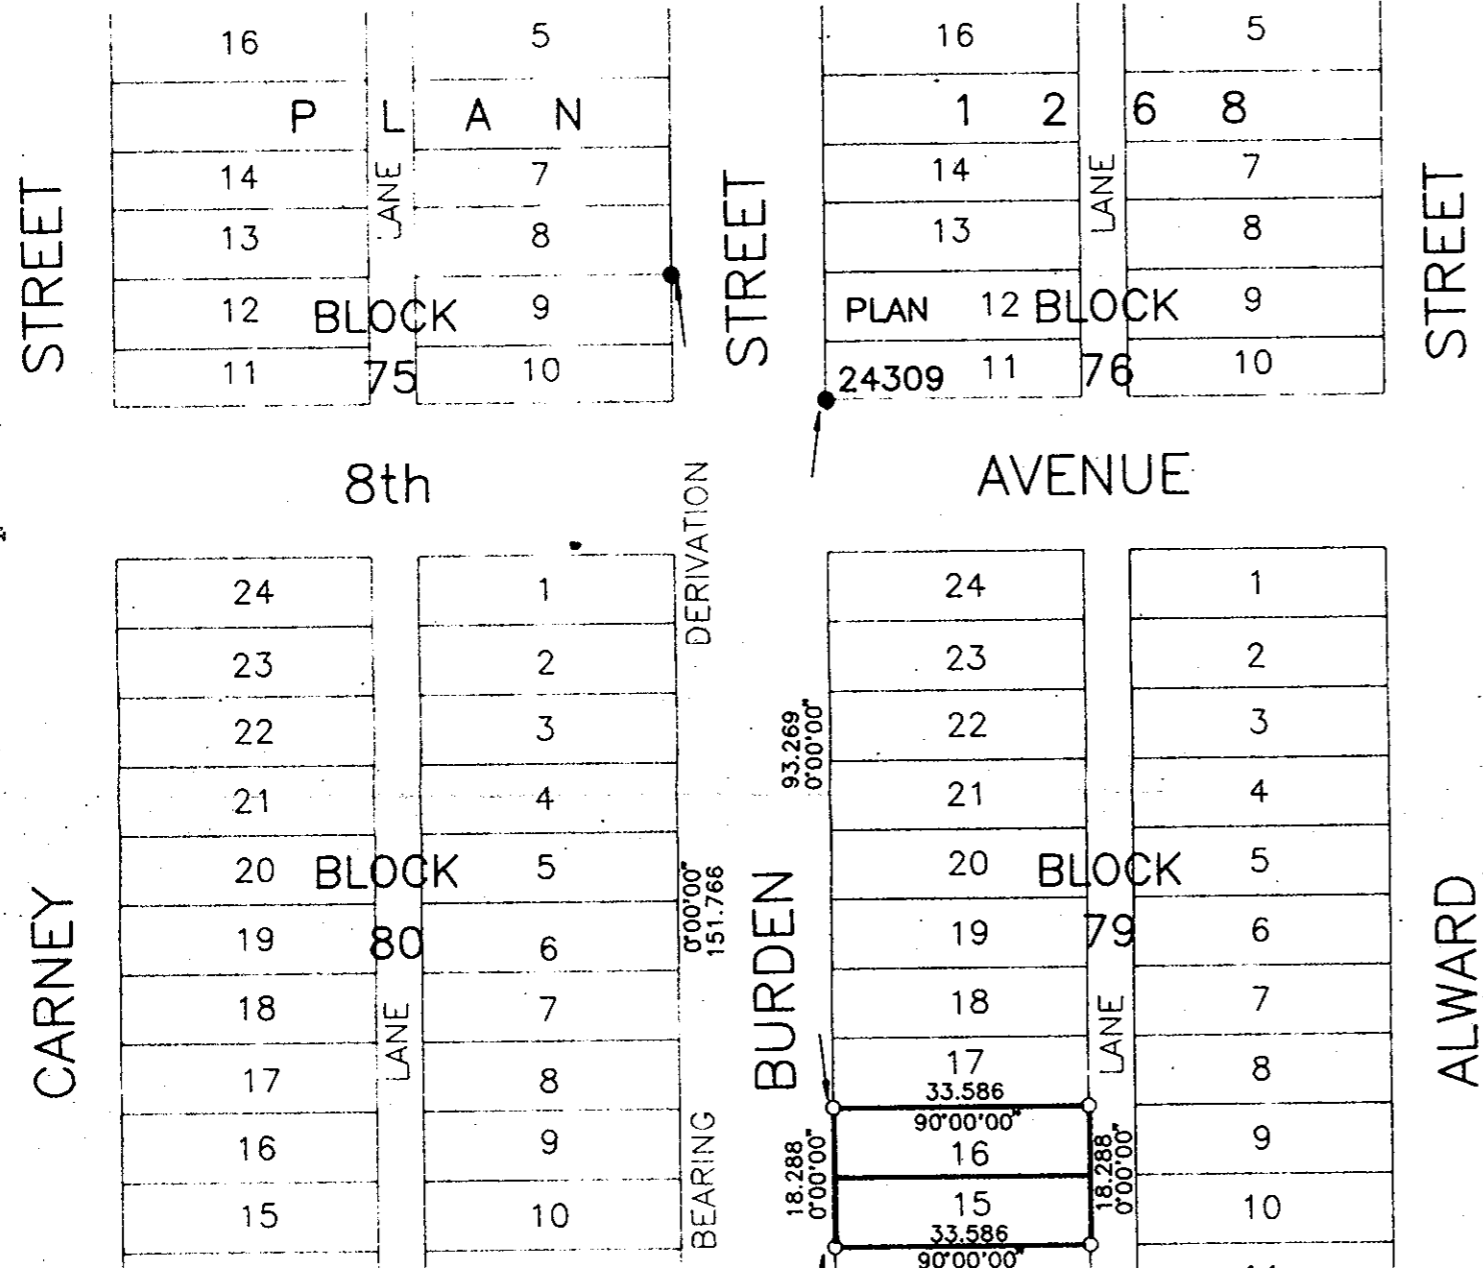 16 5 16 5
P L A N 1 2 6 8
14 7 14 7
LANE LANE
STREET STREET STREET
13 8 13 8
12 BLOCK 9 PLAN 12 BLOCK 9
11 75 10 24309 11 76 10
8th AVENUE
DERIVATION
24 1 24 1
23 2 23 2
22 3 22 3
93.269
0°00'00"
21 4 21 4
20 BLOCK 5 20 BLOCK 5
0°00'00"
151.766
CARNEY BURDEN ALWARD
19 80 6 19 79 6
18 7 18 7
LANE LANE
17 8 17 8
33.586
90°00'00"
16 9 16 9
BEARING
18.288
0°00'00"
18.288
0°00'00"
15 10 15 10
33.586
90°00'00"